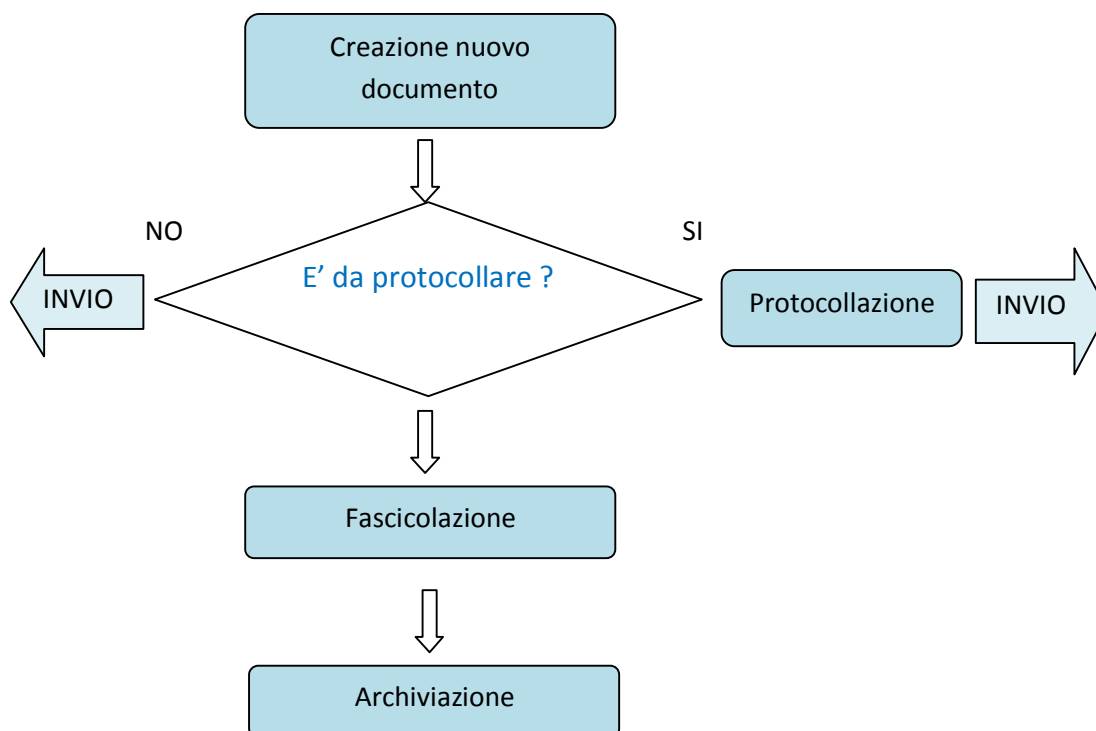 Creazione nuovo
documento
NO
SI
E’ da protocollare ?
INVIO
Protocollazione
INVIO
Fascicolazione
Archiviazione